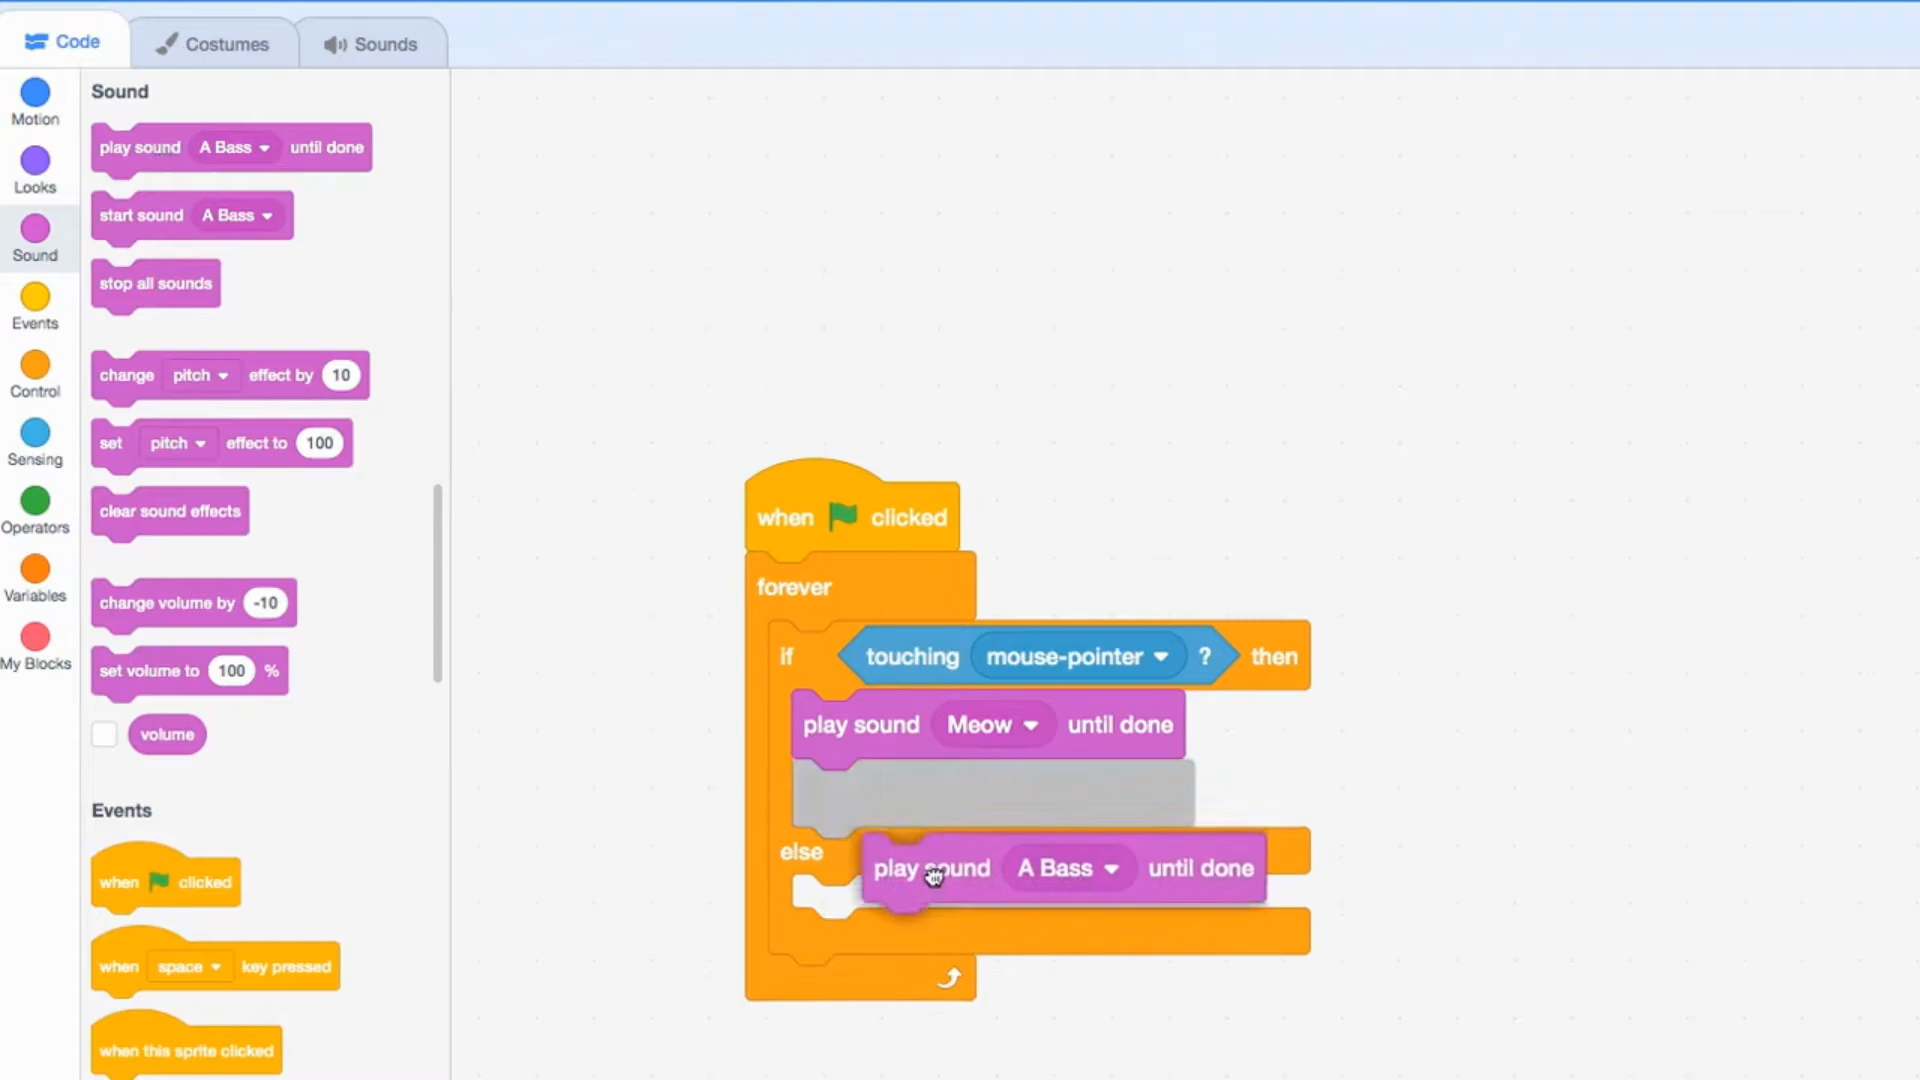 Code
Costumes
Sounds
Motion
Looks
Sound
Events
Control
Sensing
Operators
Variables
My Blocks
Sound
play sound A Bass until done
start sound A Bass
stop all sounds
change pitch effect by 10
set pitch effect to 100
clear sound effects
change volume by -10
set volume to 100 %
volume
Events
when clicked
when space key pressed
when this sprite clicked
when clicked
forever
if touching mouse-pointer ? then
play sound Meow until done
else
play sound A Bass until done